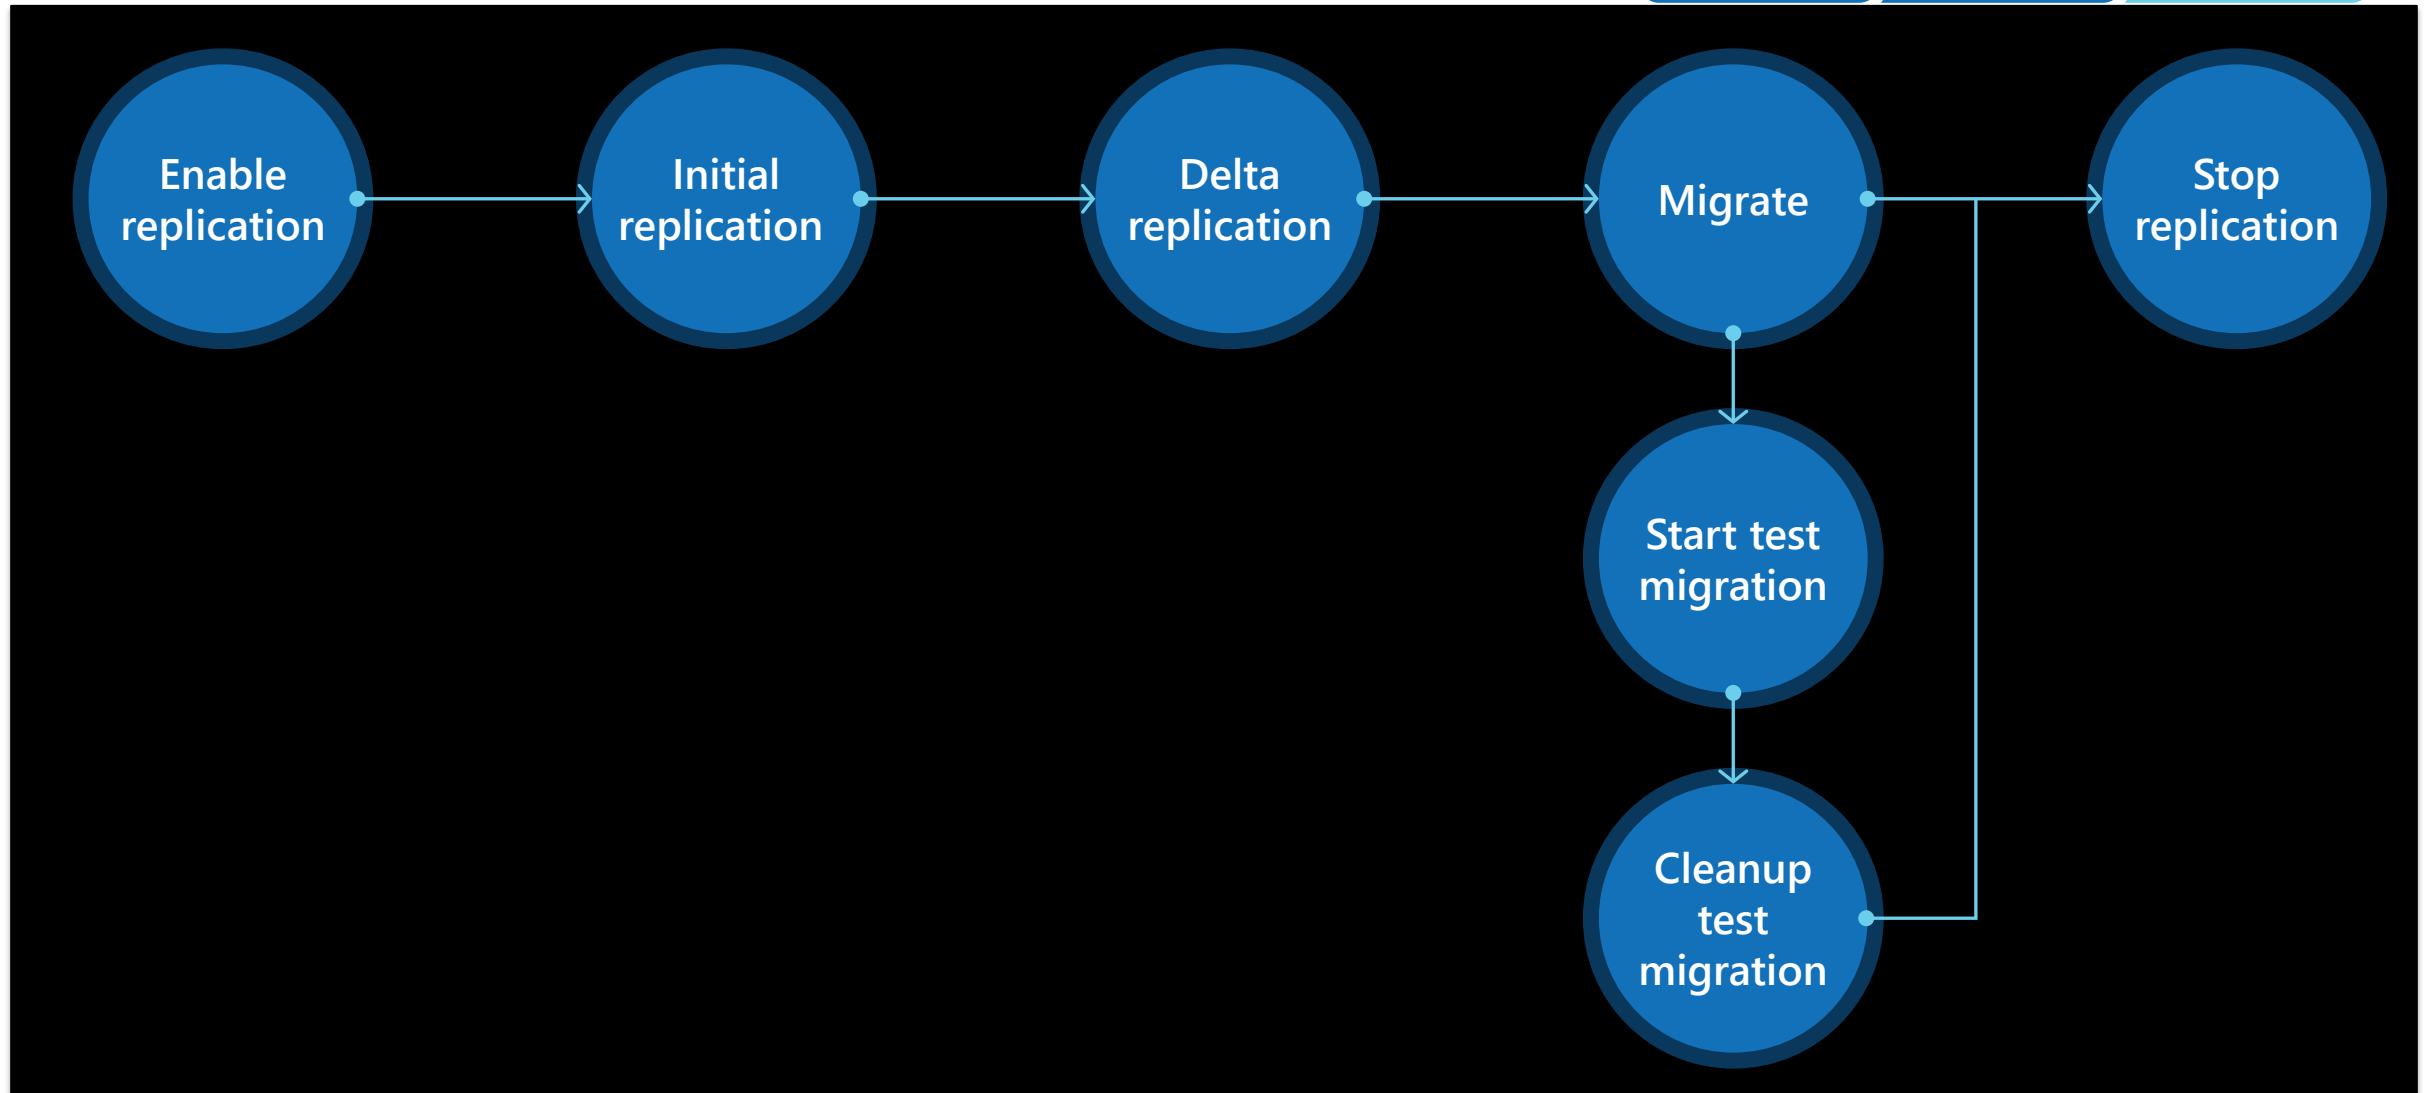 Enable
replication
Initial
replication
Delta
replication
Migrate
Stop
replication
Start test
migration
Cleanup
test
migration